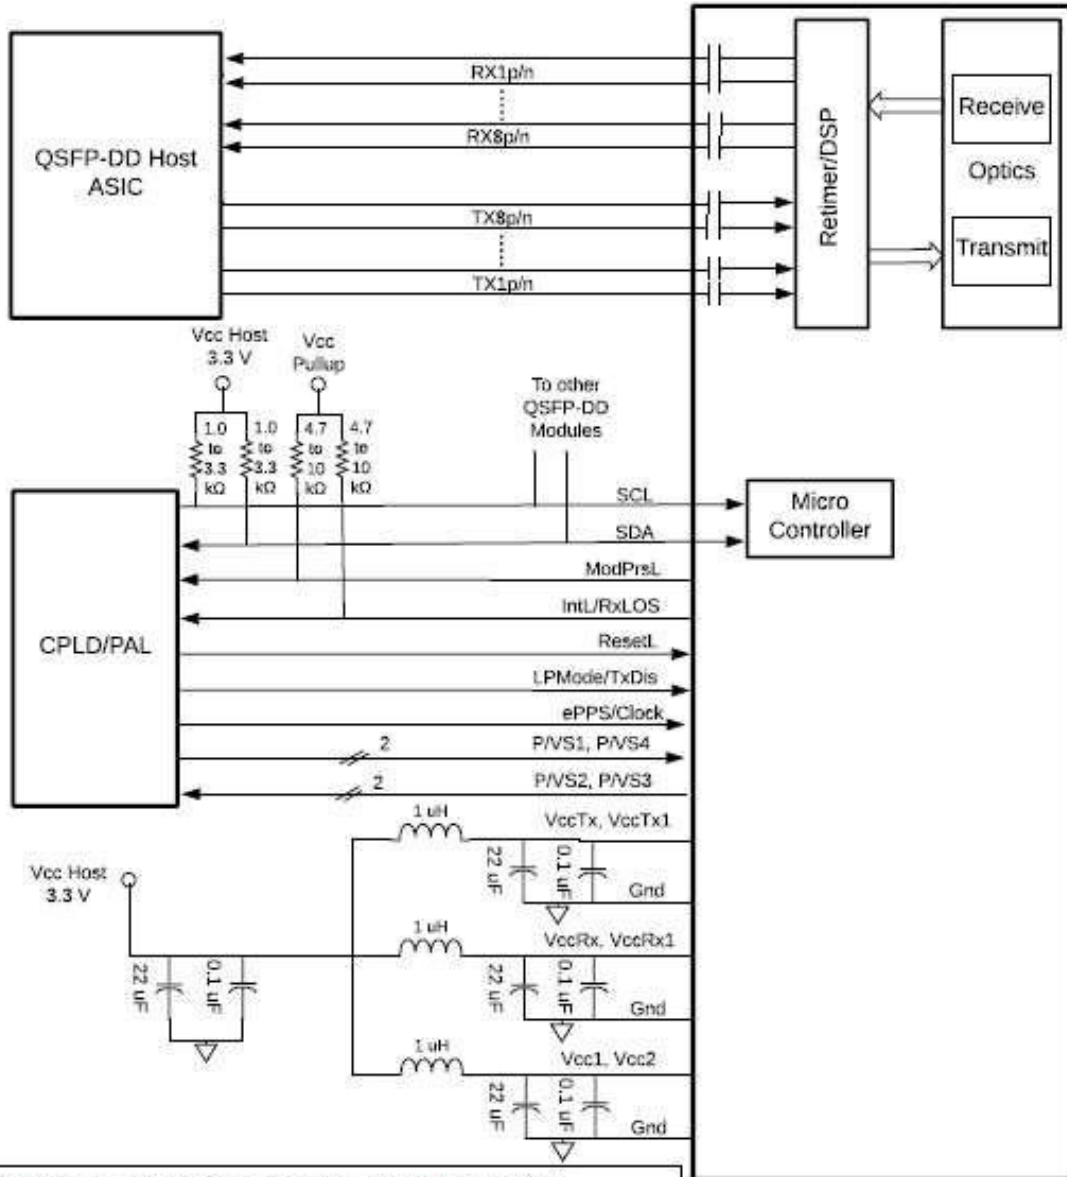 QSFP-DD Host
ASIC
RX1p/n
RX8p/n
TX8p/n
TX1p/n
Retimer/DSP
Receive
Optics
Transmit
Vcc Host
3.3 V
Vcc
Pullup
1.0
to
3.3
kΩ
1.0
to
3.3
kΩ
4.7
to
10
kΩ
4.7
to
10
kΩ
To other
QSFP-DD
Modules
CPLD/PAL
SCL
SDA
ModPrsL
IntL/RxLOS
ResetL
LPMode/TxDis
ePPS/Clock
2
P/VS1, P/VS4
2
P/VS2, P/VS3
Micro
Controller
Vcc Host
3.3 V
22 uF
0.1 uF
1 uH
VccTx, VccTx1
22 uF
0.1 uF
Gnd
1 uH
VccRx, VccRx1
22 uF
0.1 uF
Gnd
1 uH
Vcc1, Vcc2
22 uF
0.1 uF
Gnd